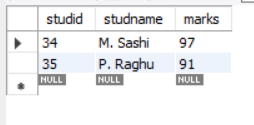 studid studname marks
34 M. Sashi 97
35 P. Raghu 91
NULL NULL NULL